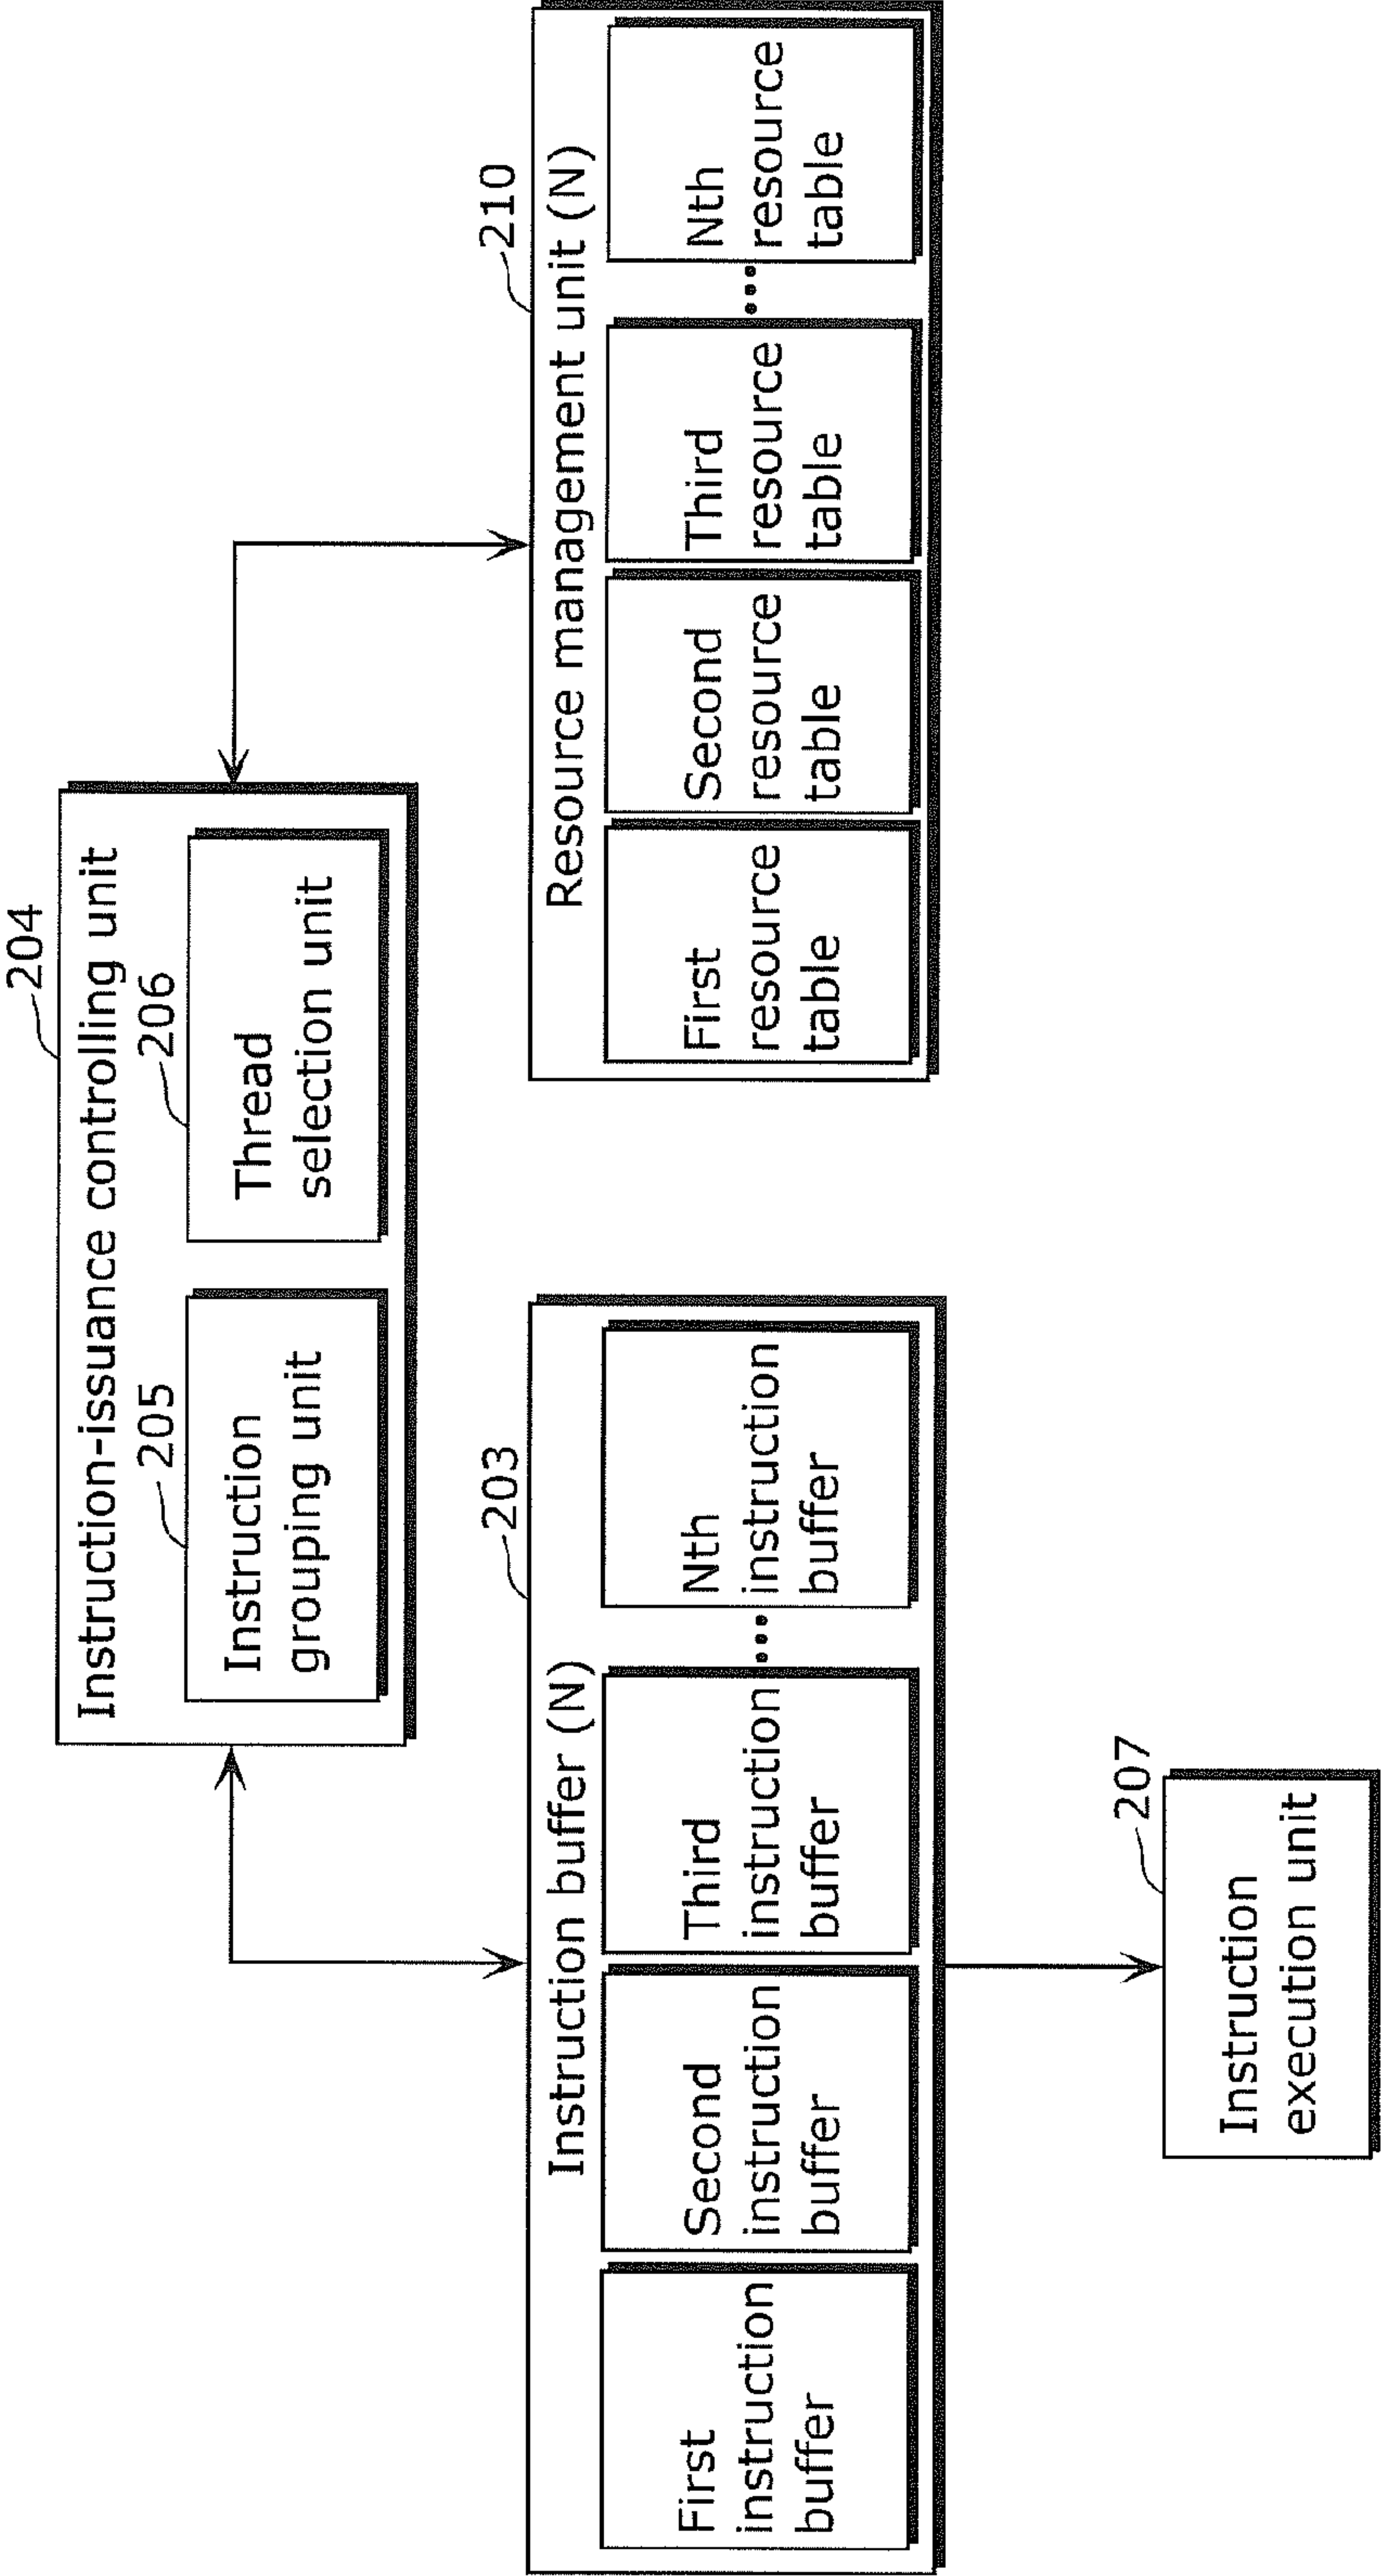 204
Instruction-issuance controlling unit
205
206
Instruction
grouping unit
Thread
selection unit
203
Instruction buffer (N)
First
instruction
buffer
Second
instruction
buffer
Third
instruction
buffer
...
Nth
instruction
buffer
210
Resource management unit (N)
First
resource
table
Second
resource
table
Third
resource
table
...
Nth
resource
table
207
Instruction
execution unit